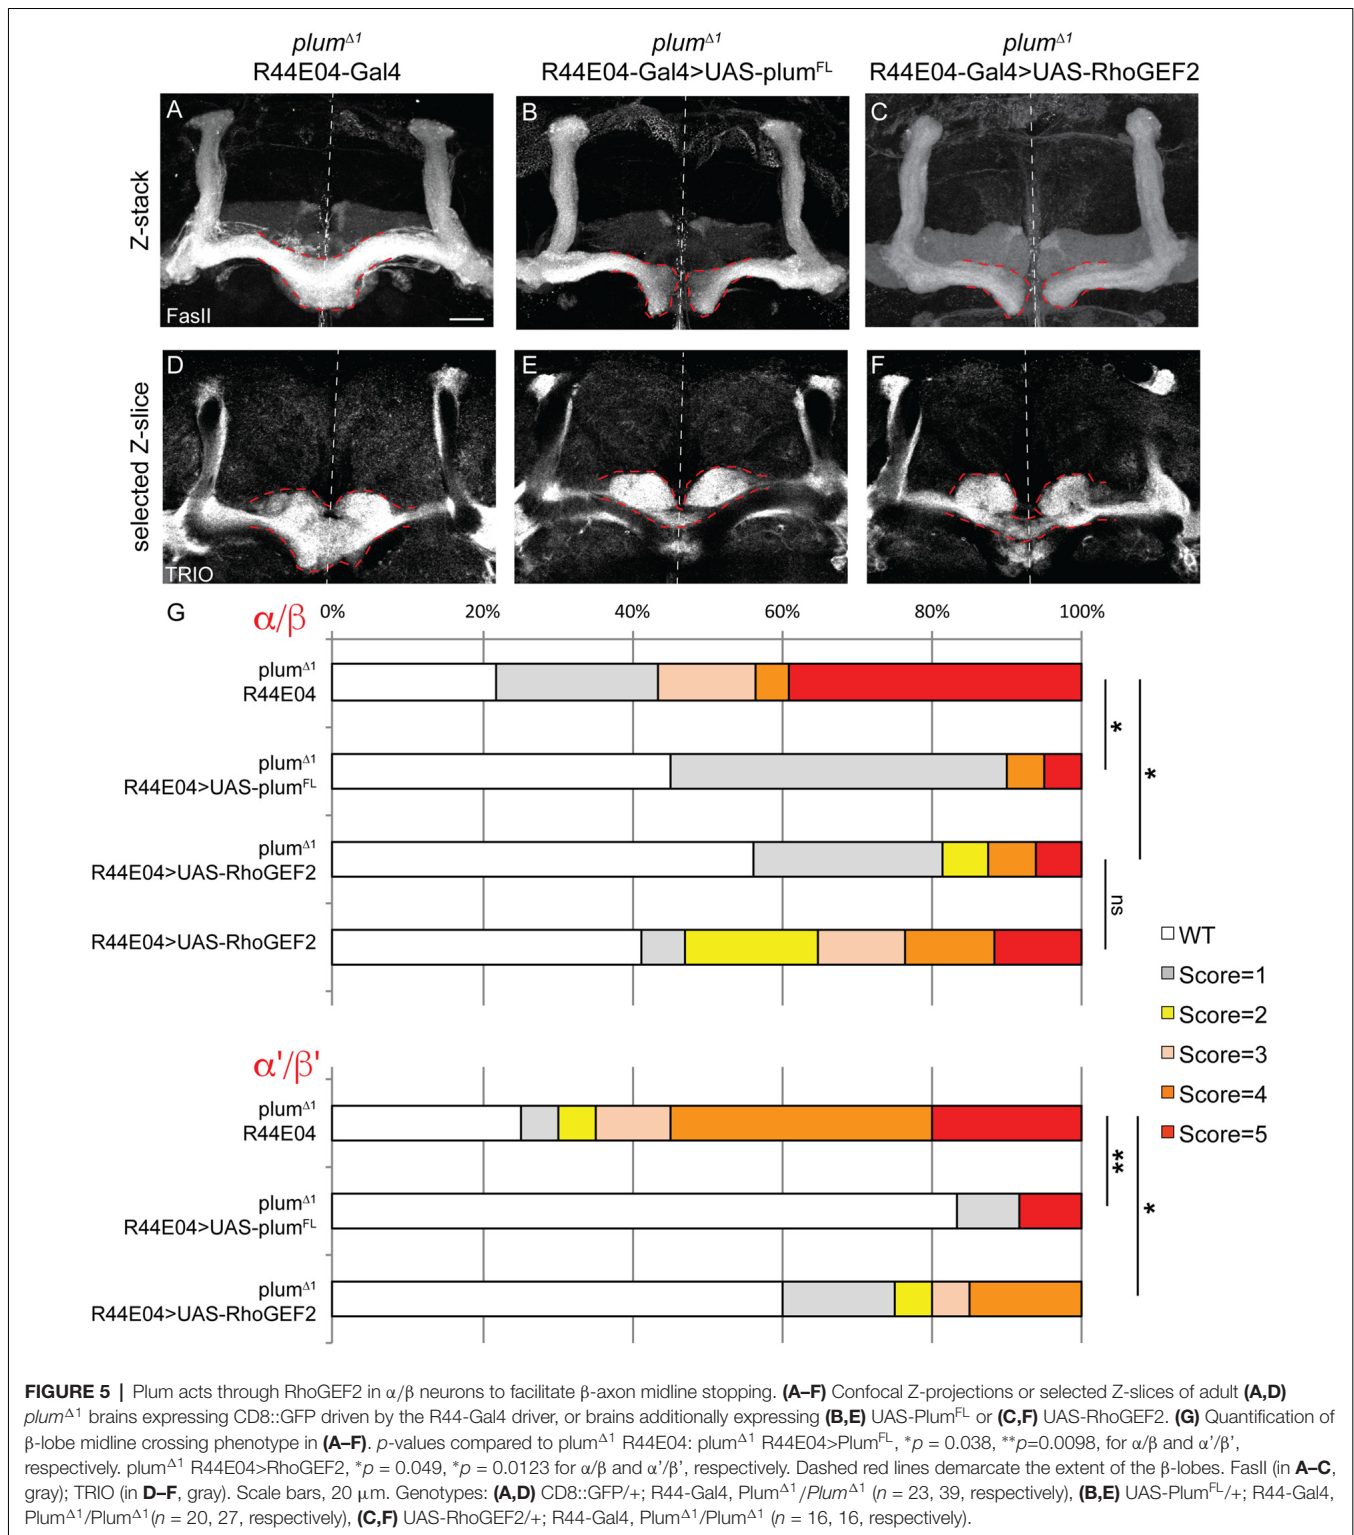 plumΔ1
R44E04-Gal4
plumΔ1
R44E04-Gal4>UAS-plumFL
plumΔ1
R44E04-Gal4>UAS-RhoGEF2
Z-stack
A
B
C
FasII
selected Z-slice
D
E
F
TRIO
G
α/β
0% 20% 40% 60% 80% 100%
plumΔ1
R44E04
plumΔ1
R44E04>UAS-plumFL
plumΔ1
R44E04>UAS-RhoGEF2
R44E04>UAS-RhoGEF2
*
*
ns
WT
Score=1
Score=2
Score=3
Score=4
Score=5
α'/β'
plumΔ1
R44E04
plumΔ1
R44E04>UAS-plumFL
plumΔ1
R44E04>UAS-RhoGEF2
**
*
FIGURE 5 | Plum acts through RhoGEF2 in α/β neurons to facilitate β-axon midline stopping. (A–F) Confocal Z-projections or selected Z-slices of adult (A,D)
plumΔ1 brains expressing CD8::GFP driven by the R44-Gal4 driver, or brains additionally expressing (B,E) UAS-PlumFL or (C,F) UAS-RhoGEF2. (G) Quantification of
β-lobe midline crossing phenotype in (A–F). p-values compared to plumΔ1 R44E04: plumΔ1 R44E04>PlumFL, *p = 0.038, **p=0.0098, for α/β and α’/β’,
respectively. plumΔ1 R44E04>RhoGEF2, *p = 0.049, *p = 0.0123 for α/β and α’/β’, respectively. Dashed red lines demarcate the extent of the β-lobes. FasII (in A–C,
gray); TRIO (in D–F, gray). Scale bars, 20 μm. Genotypes: (A,D) CD8::GFP/+; R44-Gal4, PlumΔ1/PlumΔ1 (n = 23, 39, respectively), (B,E) UAS-PlumFL/+; R44-Gal4,
PlumΔ1/PlumΔ1(n = 20, 27, respectively), (C,F) UAS-RhoGEF2/+; R44-Gal4, PlumΔ1/PlumΔ1 (n = 16, 16, respectively).